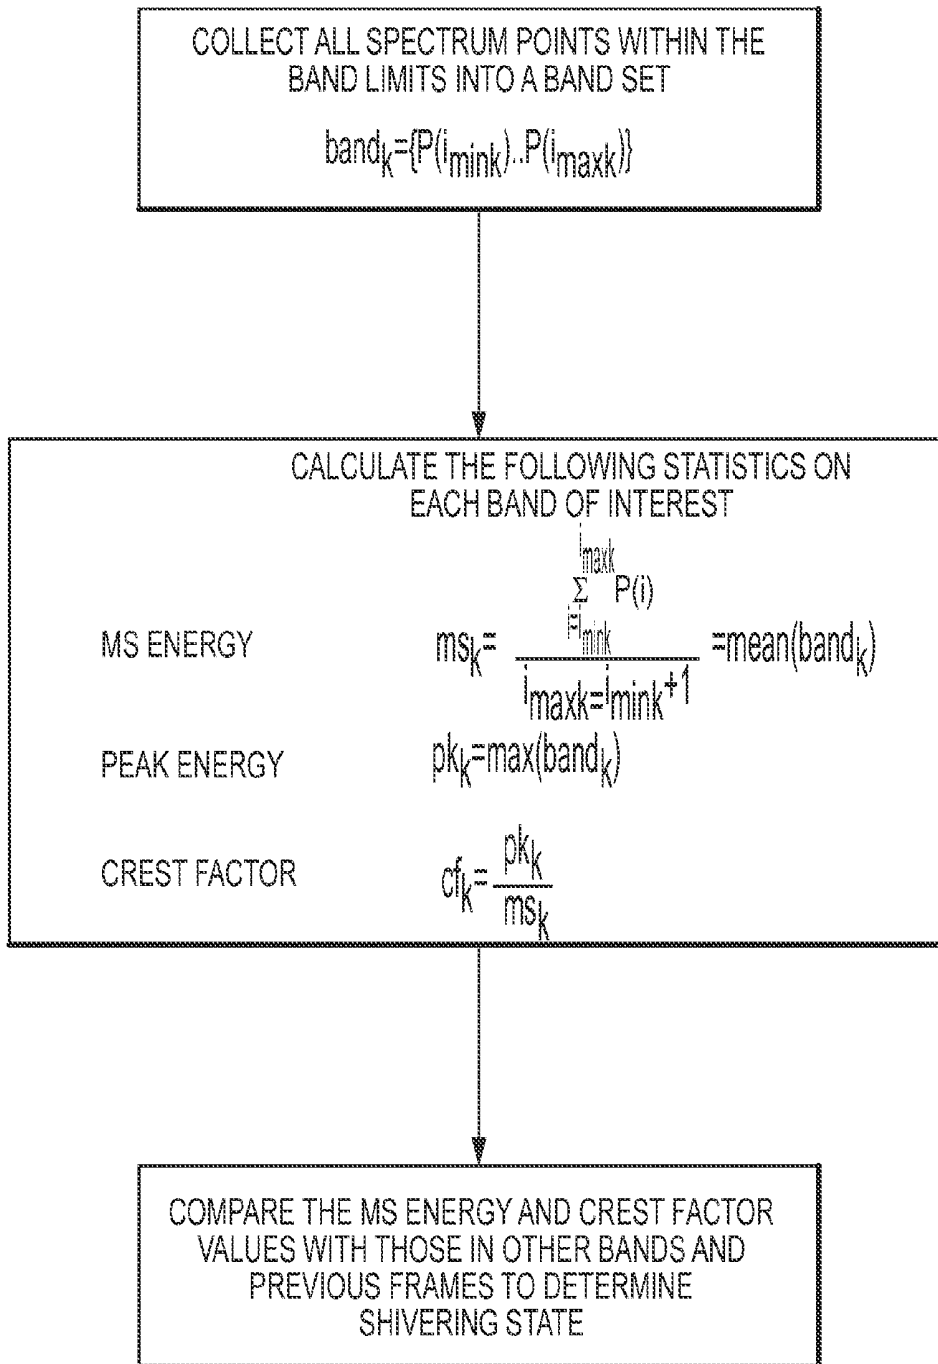 COLLECT ALL SPECTRUM POINTS WITHIN THE
BAND LIMITS INTO A BAND SET
band_k={P(i_mink)..P(i_maxk)}
CALCULATE THE FOLLOWING STATISTICS ON
EACH BAND OF INTEREST
i_maxk
Σ P(i)
i=i_mink
MS ENERGY ms_k= =mean(band_k)
i_maxk=i_mink+1
PEAK ENERGY pk_k=max(band_k)
CREST FACTOR cf_k= pk_k
ms_k
COMPARE THE MS ENERGY AND CREST FACTOR
VALUES WITH THOSE IN OTHER BANDS AND
PREVIOUS FRAMES TO DETERMINE
SHIVERING STATE